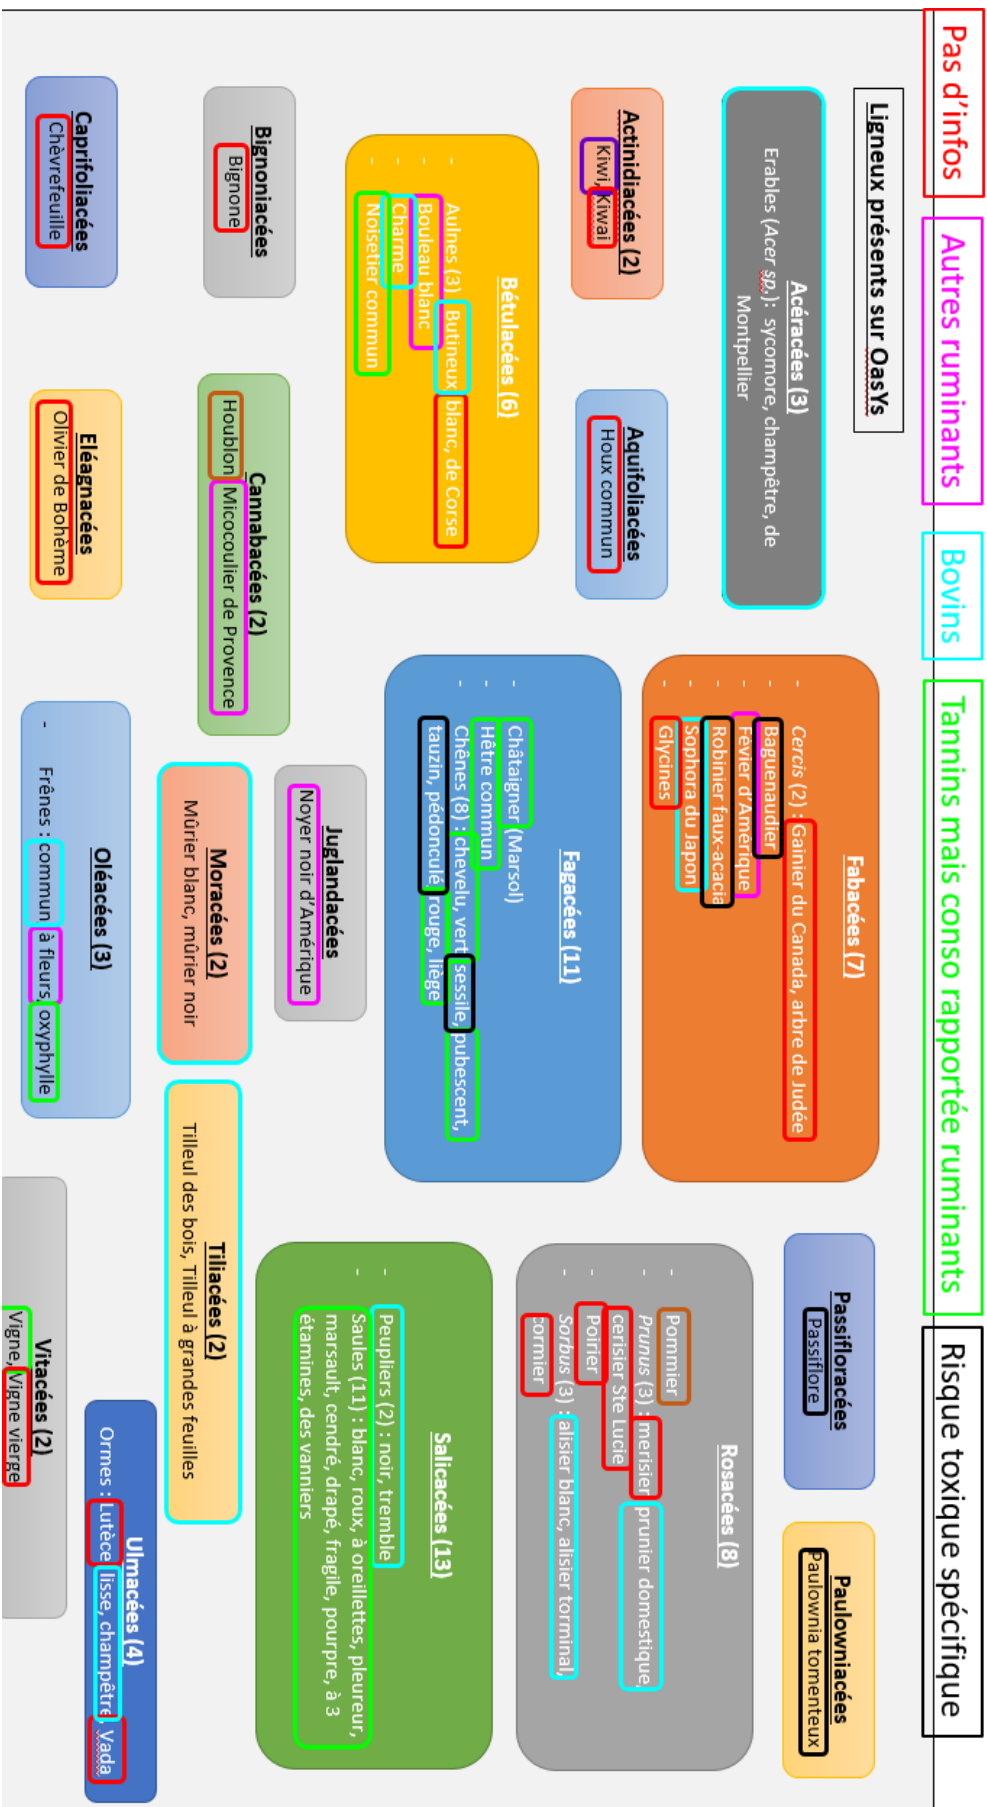 Pas d’infos
Autres ruminants
Bovins
Tannins mais conso rapportée ruminants
Risque toxique spécifique
Ligneux présents sur OasYs
Acéracées (3)
Erables (Acer sp.): sycomore, champêtre, de
Montpellier
Fabacées (7)
- Cercis (2) : Gainier du Canada, arbre de Judée
- Baguenaudier
- Févier d’Amérique
- Robinier faux-acacia
- Sophora du Japon
- Glycines
Passifloracées
Passiflore
Paulowniacées
Paulownia tomenteux
Actinidiacées (2)
Kiwi, Kiwai
Aquifoliacées
Houx commun
Bétulacées (6)
- Aulnes (3) Butineux, blanc, de Corse
- Bouleau blanc
- Charme
- Noisetier commun
Fagacées (11)
- Châtaigner (Marsol)
- Hêtre commun
- Chênes (8) : chevelu, vert, sessile, pubescent,
tauzin, pédonculé, rouge, liège
Rosacées (8)
- Pommier
- Prunus (3) : merisier, prunier domestique,
cerisier Ste Lucie
- Poirier
- Sorbus (3) : alisier blanc, alisier torminal,
cormier
Bignoniacées
Bignone
Cannabacées (2)
Houblon, Micocoulier de Provence
Juglandacées
Noyer noir d’Amérique
Moracées (2)
Mûrier blanc, mûrier noir
Tiliacées (2)
Tilleul des bois, Tilleul à grandes feuilles
Salicacées (13)
- Peupliers (2) : noir, tremble
- Saules (11) : blanc, roux, à oreillettes, pleureur,
marsault, cendré, drapé, fragile, pourpre, à 3
étamines, des vanniers
Caprifoliacées
Chèvrefeuille
Eléagnacées
Olivier de Bohème
Oléacées (3)
- Frênes : commun, à fleurs, oxyphylle
Vitacées (2)
Vigne, Vigne vierge
Ulmacées (4)
Ormes : Lutèce, lisse, champêtre, Vada